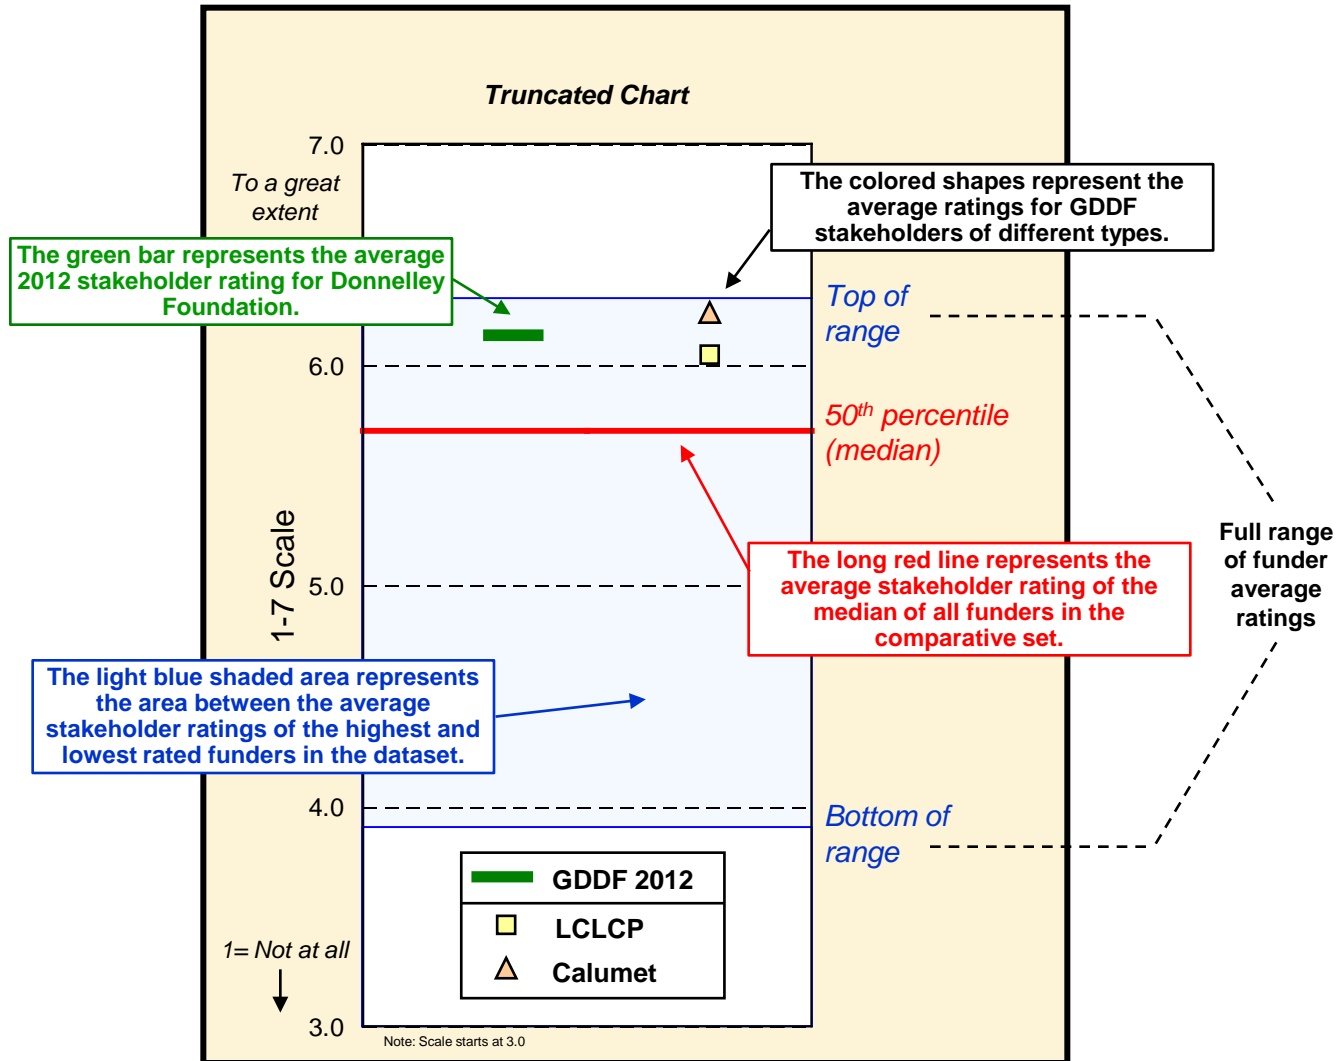 Truncated Chart
7.0
To a great
extent
The colored shapes represent the
average ratings for GDDF
stakeholders of different types.
The green bar represents the average
2012 stakeholder rating for Donnelley
Foundation.
Top of
range
6.0
50th percentile
(median)
1-7 Scale
Full range
of funder
average
ratings
5.0
The long red line represents the
average stakeholder rating of the
median of all funders in the
comparative set.
The light blue shaded area represents
the area between the average
stakeholder ratings of the highest and
lowest rated funders in the dataset.
4.0
Bottom of
range
GDDF 2012
LCLCP
Calumet
1= Not at all
3.0
Note: Scale starts at 3.0